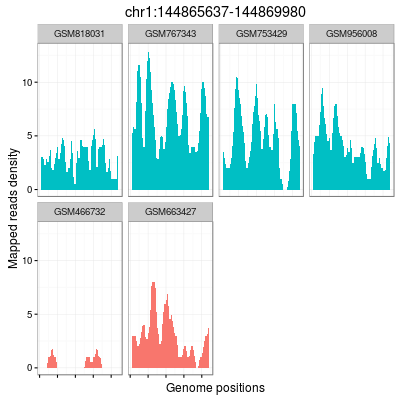 chr1:144865637-144869980
GSM818031 GSM767343 GSM753429 GSM956008
10
5
0
Mapped reads density
GSM466732 GSM663427
10
5
0
Genome positions